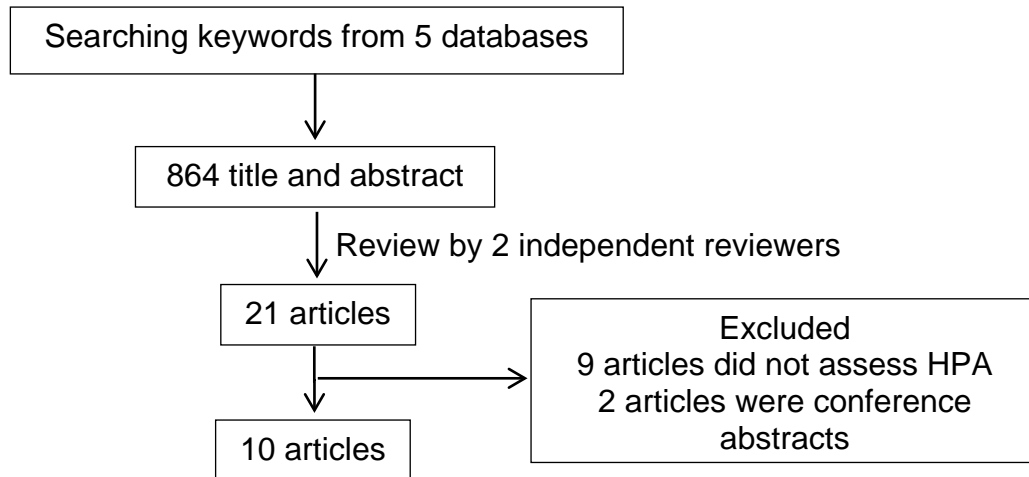 Searching keywords from 5 databases
864 title and abstract
Review by 2 independent reviewers
21 articles
Excluded
9 articles did not assess HPA
2 articles were conference
abstracts
10 articles